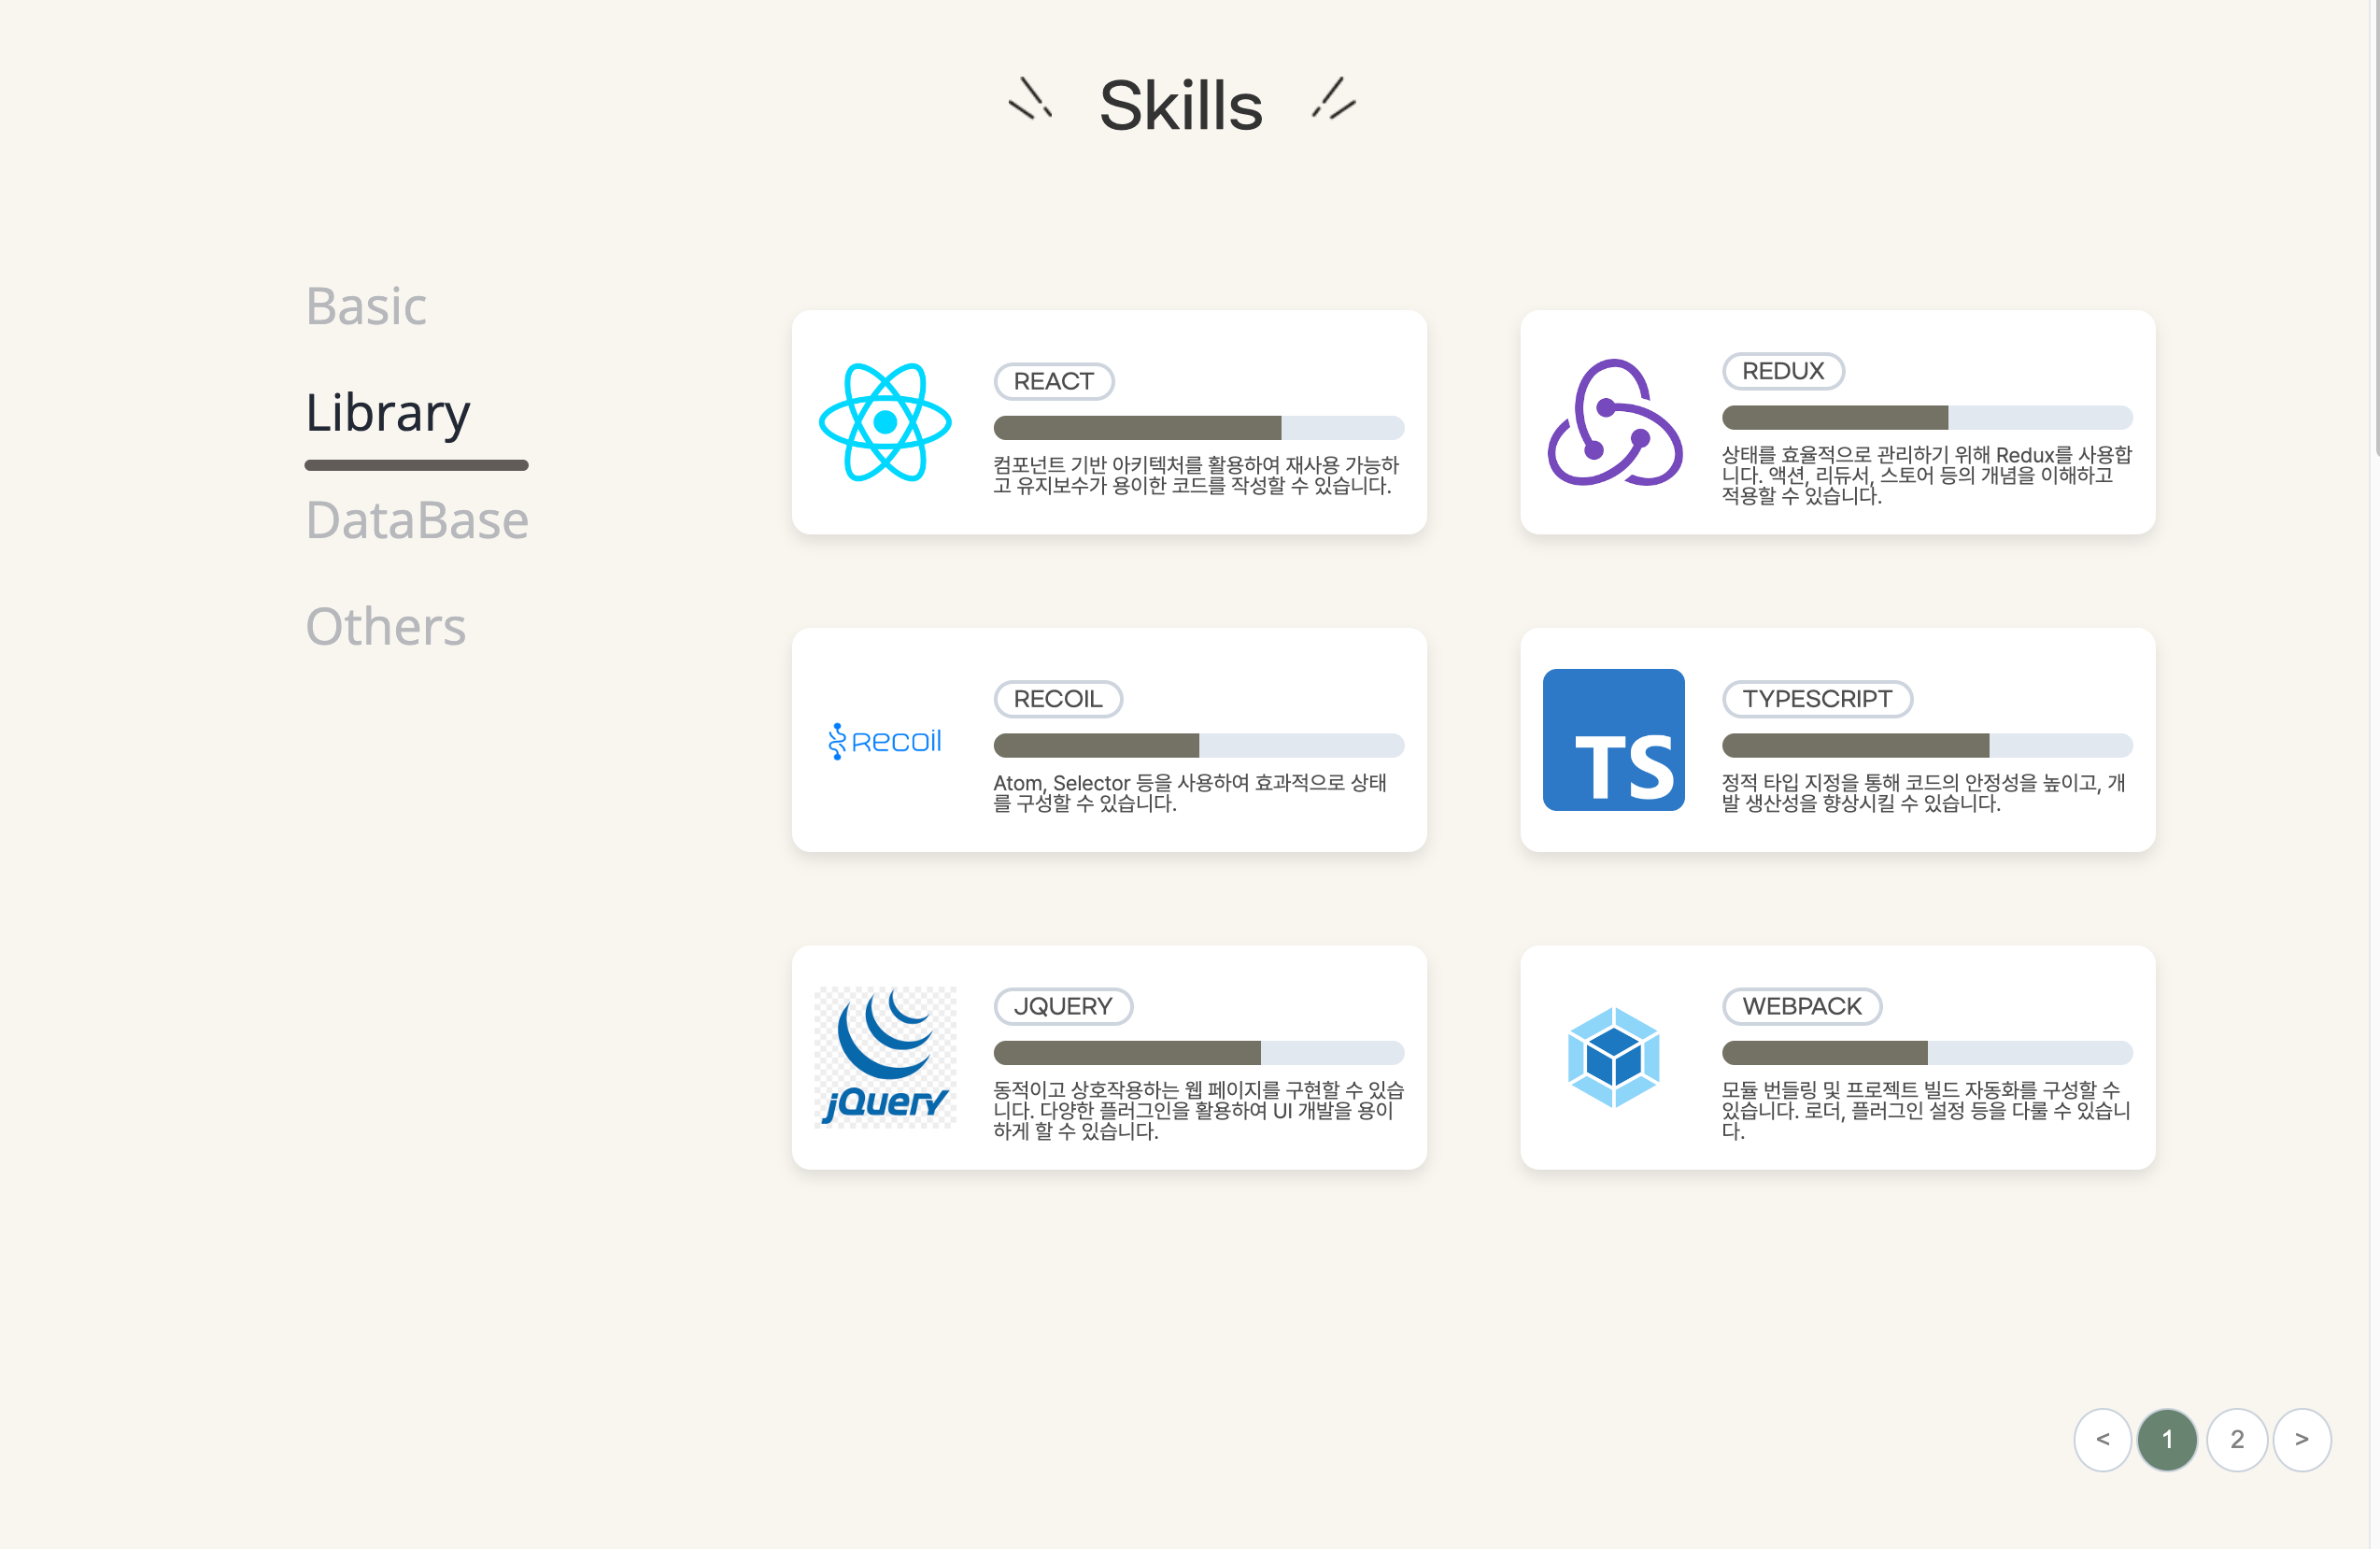 Skills
Basic
Library
DataBase
Others
REACT
컴포넌트 기반 아키텍처를 활용하여 재사용 가능하
고 유지보수가 용이한 코드를 작성할 수 있습니다.
REDUX
상태를 효율적으로 관리하기 위해 Redux를 사용합
니다. 액션, 리듀서, 스토어 등의 개념을 이해하고
적용할 수 있습니다.
Recoil
RECOIL
Atom, Selector 등을 사용하여 효과적으로 상태
를 구성할 수 있습니다.
TS
TYPESCRIPT
정적 타입 지정을 통해 코드의 안정성을 높이고, 개
발 생산성을 향상시킬 수 있습니다.
jQuery
JQUERY
동적이고 상호작용하는 웹 페이지를 구현할 수 있습
니다. 다양한 플러그인을 활용하여 UI 개발을 용이
하게 할 수 있습니다.
WEBPACK
모듈 번들링 및 프로젝트 빌드 자동화를 구성할 수
있습니다. 로더, 플러그인 설정 등을 다룰 수 있습니
다.
< 1 2 >